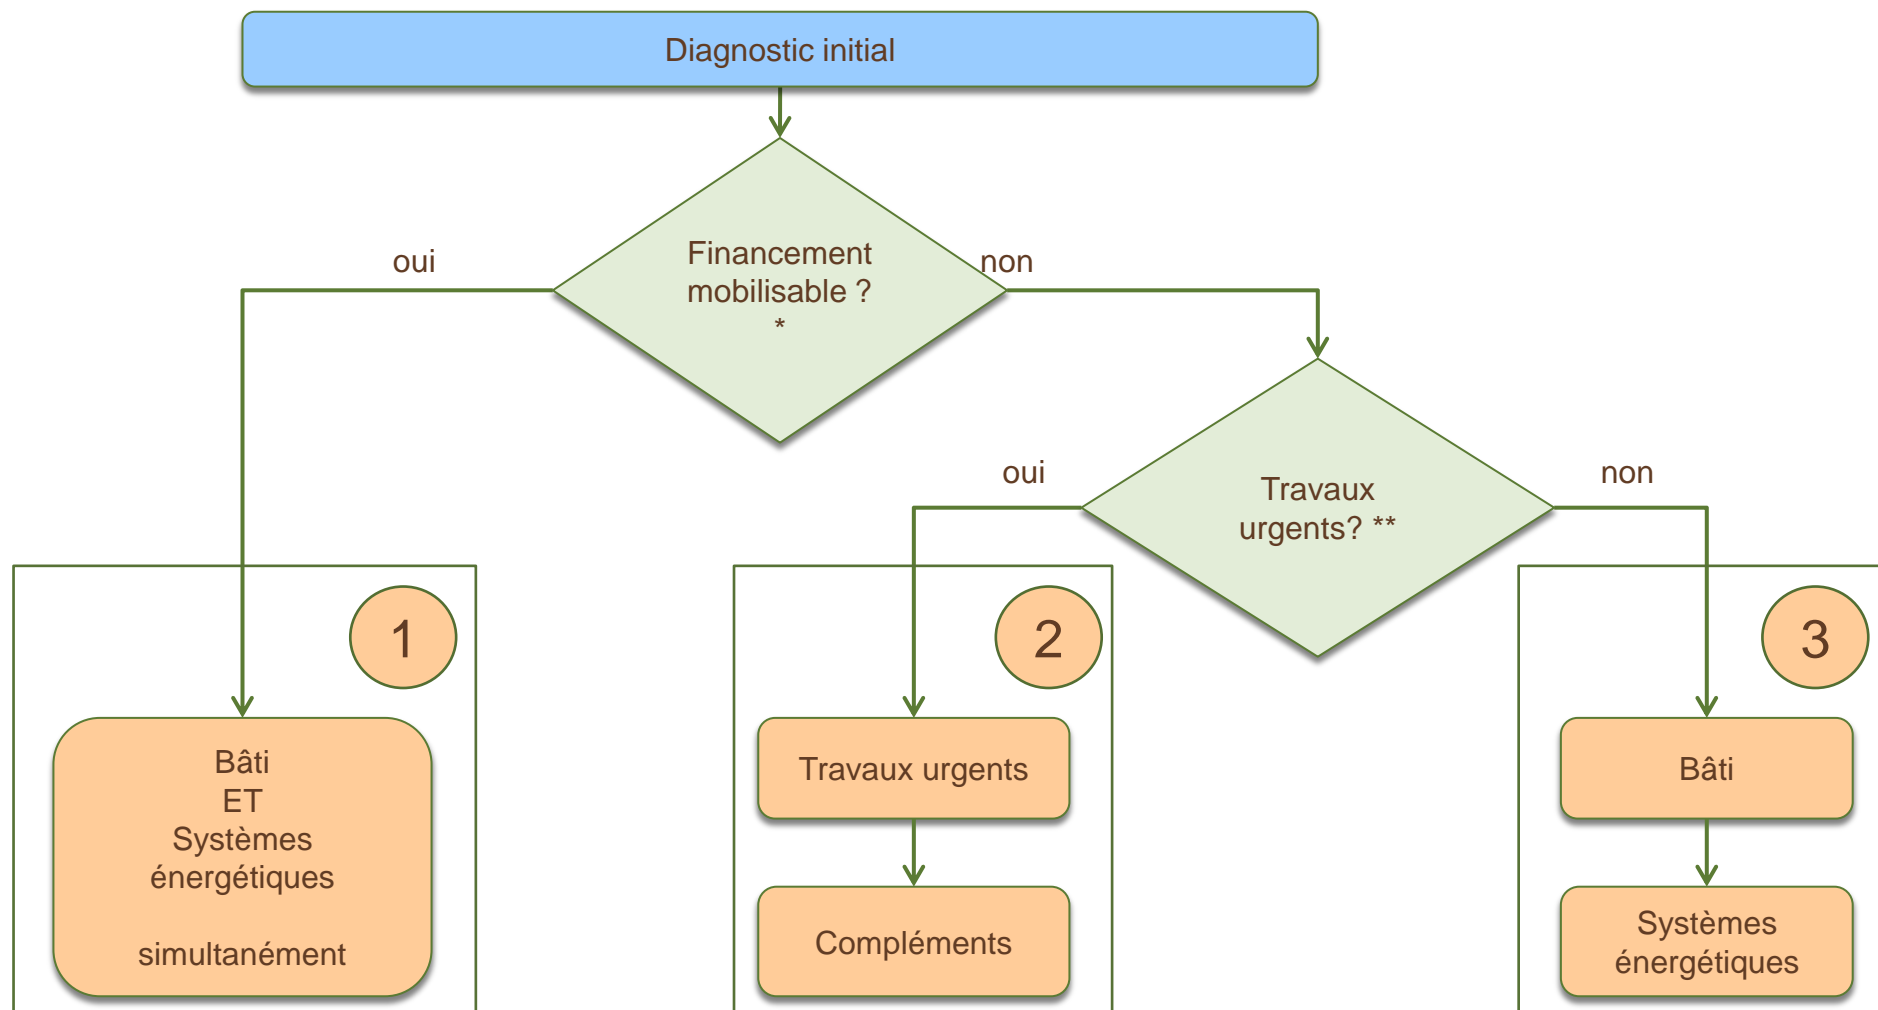 Diagnostic initial
oui
Financement
mobilisable ?
*
non
oui
Travaux
urgents? **
non
1
2
3
Bâti
ET
Systèmes
énergétiques
simultanément
Travaux urgents
Compléments
Bâti
Systèmes
énergétiques